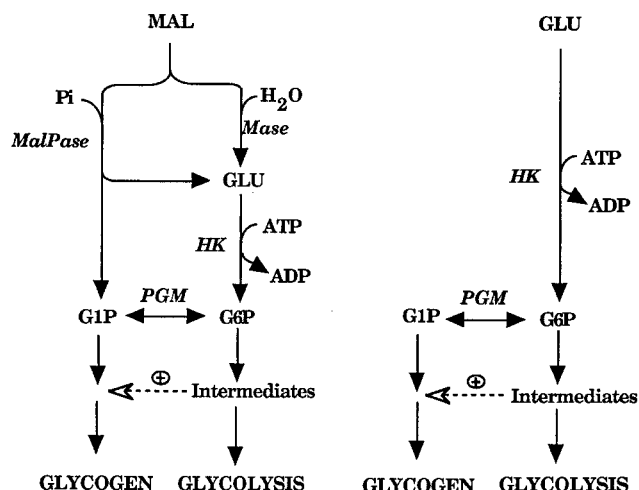 MAL
Pi
H2O
MalPase
Mase
GLU
HK
ATP
ADP
PGM
G1P
G6P
⊕
Intermediates
GLYCOGEN
GLYCOLYSIS
GLU
HK
ATP
ADP
PGM
G1P
G6P
⊕
Intermediates
GLYCOGEN
GLYCOLYSIS